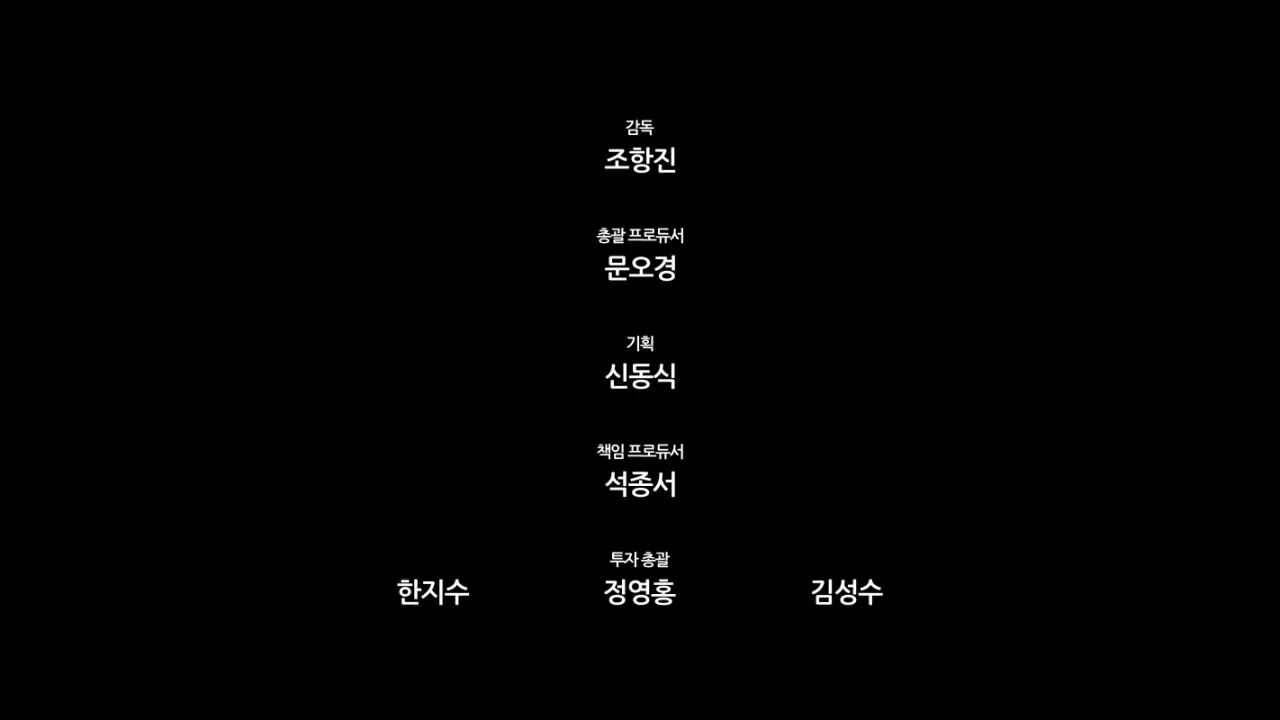 감독
조항진
총괄 프로듀서
문오경
기획
신동식
책임 프로듀서
석종서
투자 총괄
한지수 정영홍 김성수